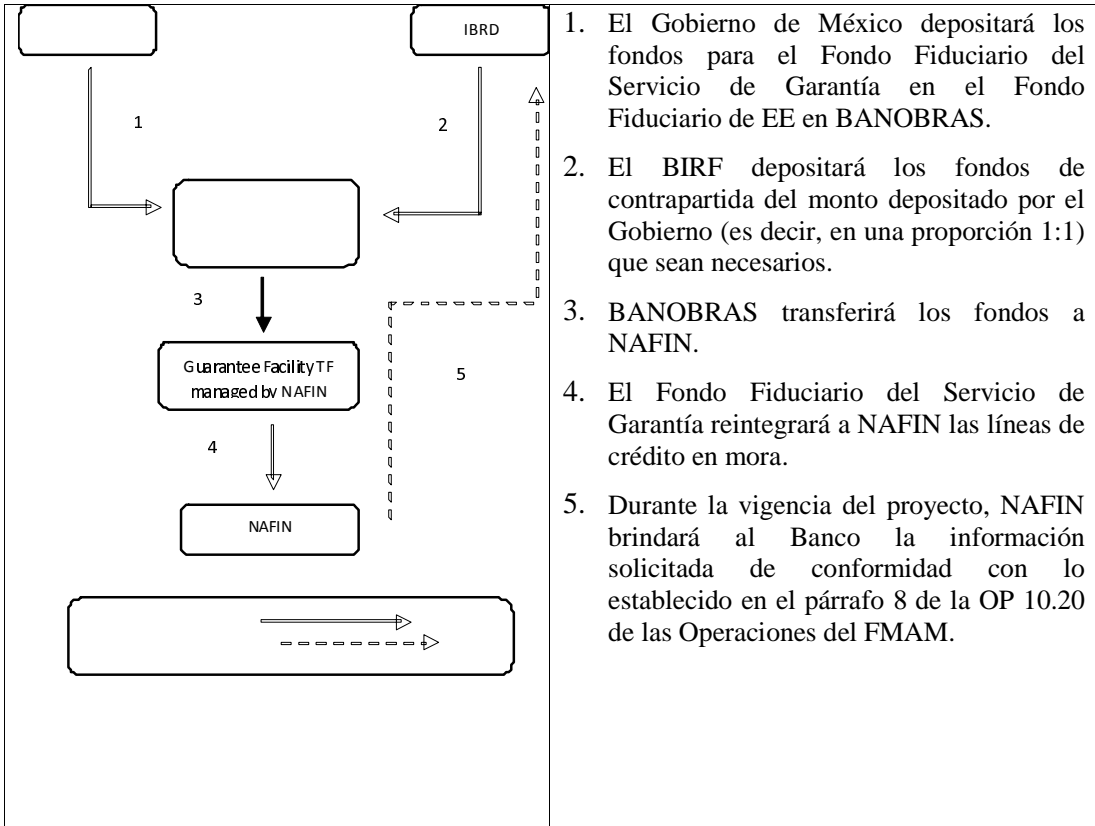 IBRD
1
2
3
Guarantee Facility TF
managed by NAFIN
5
4
NAFIN
1. El Gobierno de México depositará los
fondos para el Fondo Fiduciario del
Servicio de Garantía en el Fondo
Fiduciario de EE en BANOBRAS.
2. El BIRF depositará los fondos de
contrapartida del monto depositado por el
Gobierno (es decir, en una proporción 1:1)
que sean necesarios.
3. BANOBRAS transferirá los fondos a
NAFIN.
4. El Fondo Fiduciario del Servicio de
Garantía reintegrará a NAFIN las líneas de
crédito en mora.
5. Durante la vigencia del proyecto, NAFIN
brindará al Banco la información
solicitada de conformidad con lo
establecido en el párrafo 8 de la OP 10.20
de las Operaciones del FMAM.